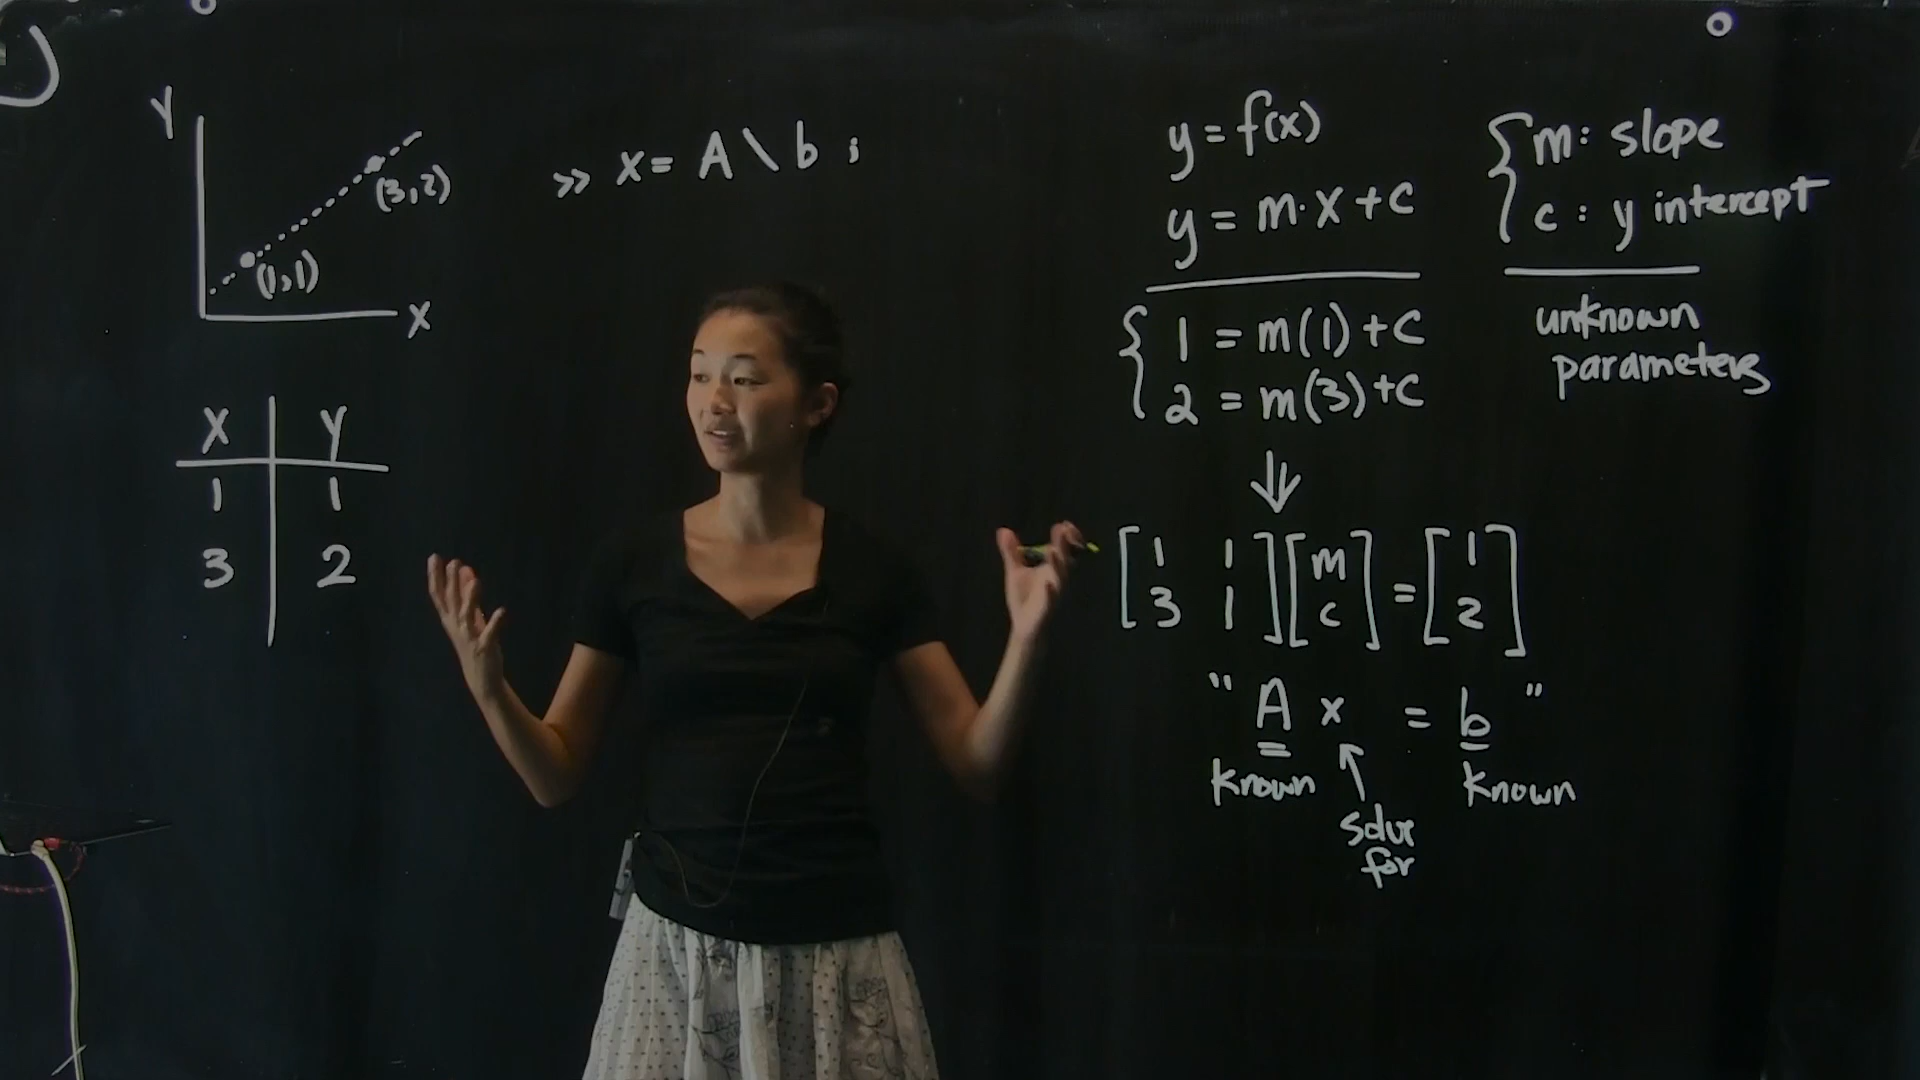 Y
(3,2)
(1,1)
X
X Y
1 1
3 2
>> x = A \ b ;
y = f(x)
y = m·x + c
{ 1 = m(1) + c
2 = m(3) + c
⇓
[ 1 1 ] [ m ] = [ 1 ]
[ 3 1 ] [ c ] [ 2 ]
" A x = b "
known known
solve
for
{ m: slope
c: y intercept
unknown
parameters